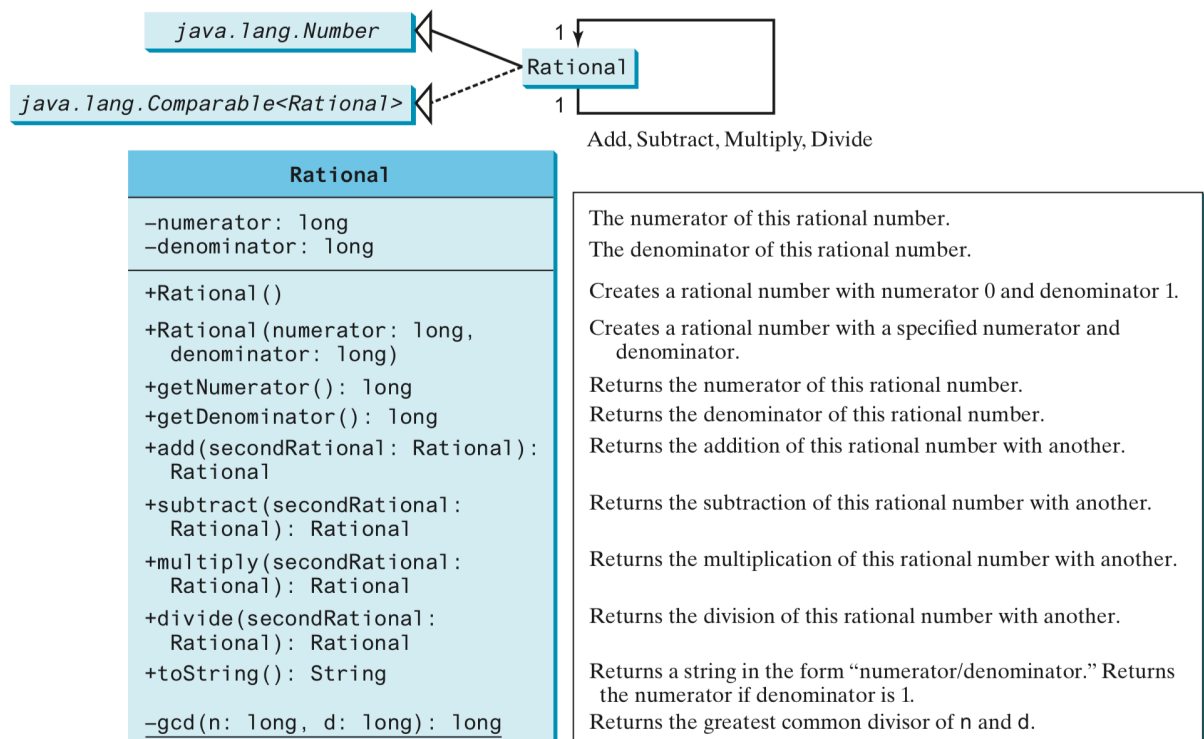 java.lang.Number
1
Rational
java.lang.Comparable<Rational>
1
Add, Subtract, Multiply, Divide
Rational
–numerator: long
The numerator of this rational number.
–denominator: long
The denominator of this rational number.
+Rational()
Creates a rational number with numerator 0 and denominator 1.
+Rational(numerator: long,
denominator: long)
Creates a rational number with a specified numerator and
denominator.
+getNumerator(): long
Returns the numerator of this rational number.
+getDenominator(): long
Returns the denominator of this rational number.
+add(secondRational: Rational):
Rational
Returns the addition of this rational number with another.
+subtract(secondRational:
Rational): Rational
Returns the subtraction of this rational number with another.
+multiply(secondRational:
Rational): Rational
Returns the multiplication of this rational number with another.
+divide(secondRational:
Rational): Rational
Returns the division of this rational number with another.
+toString(): String
Returns a string in the form “numerator/denominator.” Returns
the numerator if denominator is 1.
–gcd(n: long, d: long): long
Returns the greatest common divisor of n and d.